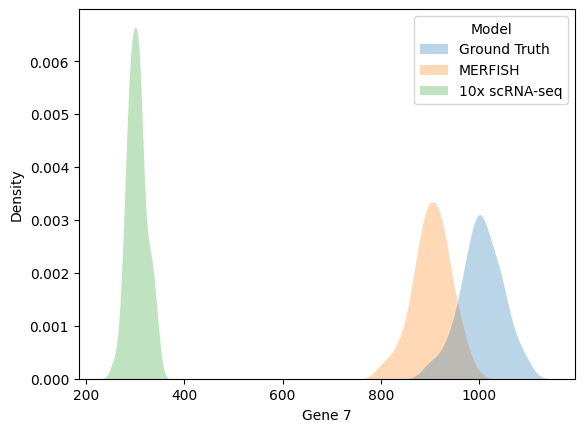 Model
Ground Truth
MERFISH
10x scRNA-seq
Density
0.006
0.005
0.004
0.003
0.002
0.001
0.000
200 400 600 800 1000
Gene 7